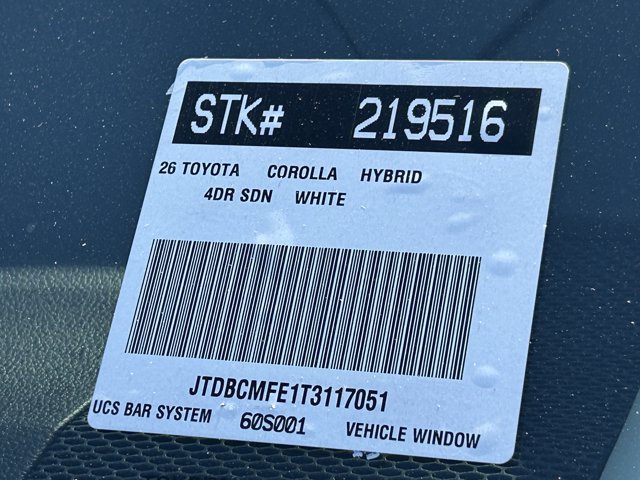 STK# 219516
26 TOYOTA COROLLA HYBRID
4DR SDN WHITE
JTDBCMFE1T3117051
UCS BAR SYSTEM 60S001 VEHICLE WINDOW